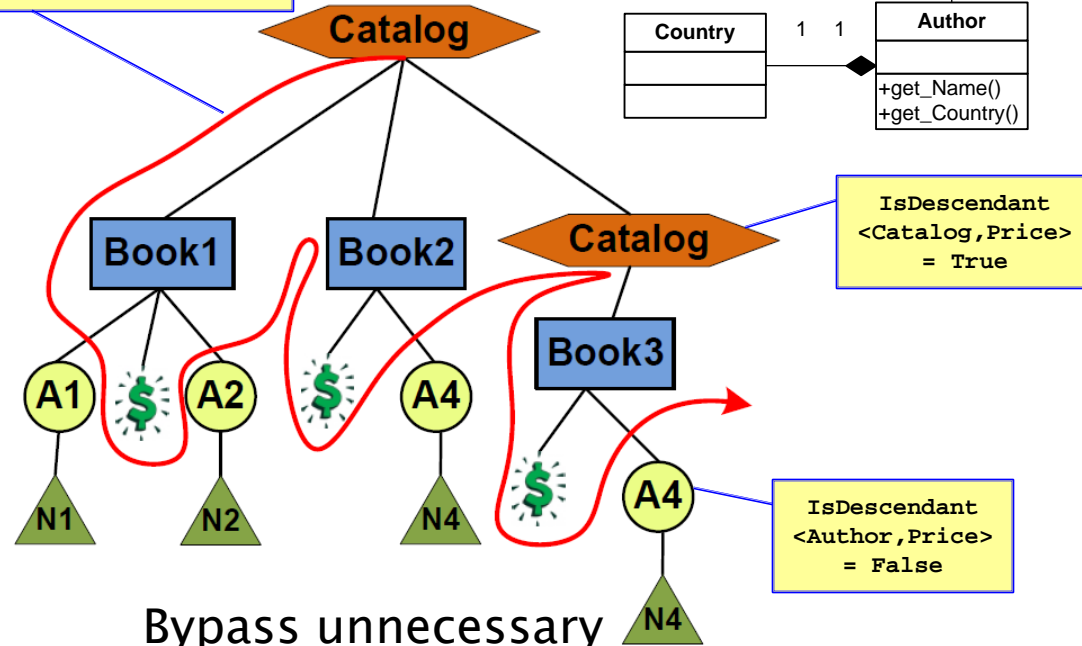 Catalog
Country
1 1
Author
+get_Name()
+get_Country()
IsDescendant
<Catalog,Price>
= True
Book1
Book2
Catalog
Book3
A1
$
A2
$
A4
$
A4
N1
N2
N4
N4
IsDescendant
<Author,Price>
= False
Bypass unnecessary